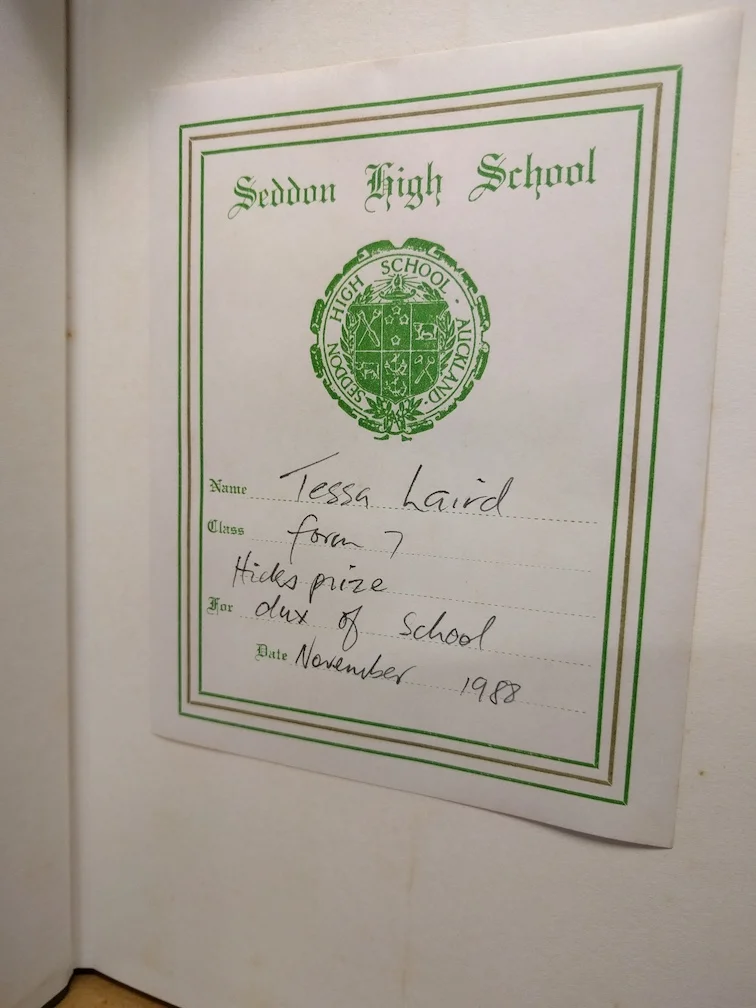 Seddon High School
SEDDON HIGH SCHOOL · AUCKLAND ·
Name Tessa Laird
Class form 7
Hicks prize
For dux of School
Date November 1988